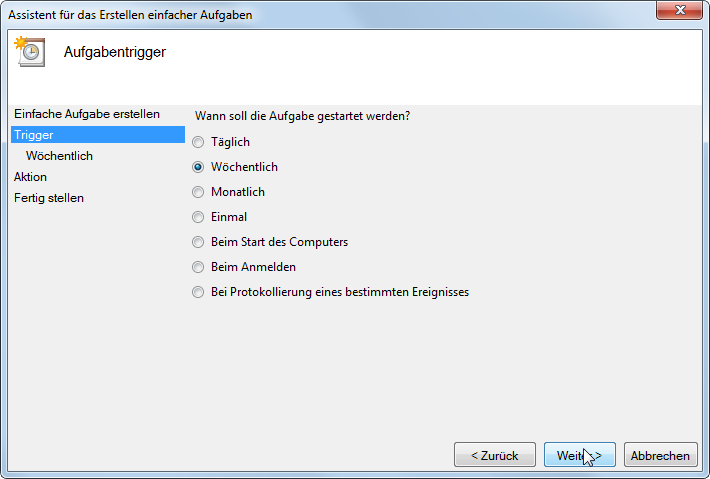 Assistent für das Erstellen einfacher Aufgaben
Aufgabentrigger
Einfache Aufgabe erstellen
Trigger
Wöchentlich
Aktion
Fertig stellen
Wann soll die Aufgabe gestartet werden?
Täglich
Wöchentlich
Monatlich
Einmal
Beim Start des Computers
Beim Anmelden
Bei Protokollierung eines bestimmten Ereignisses
< Zurück
Weiter >
Abbrechen